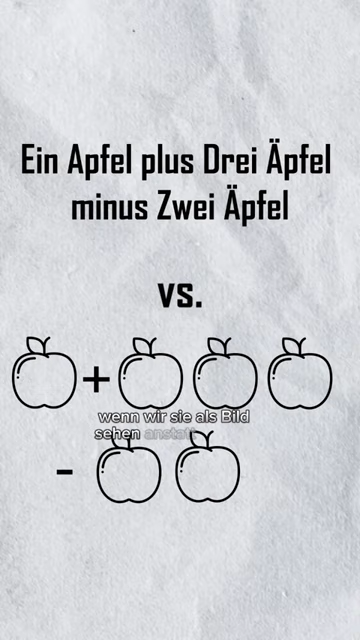 Ein Apfel plus Drei Äpfel
minus Zwei Äpfel
vs.
+
wenn wir sie als Bild
sehen
-